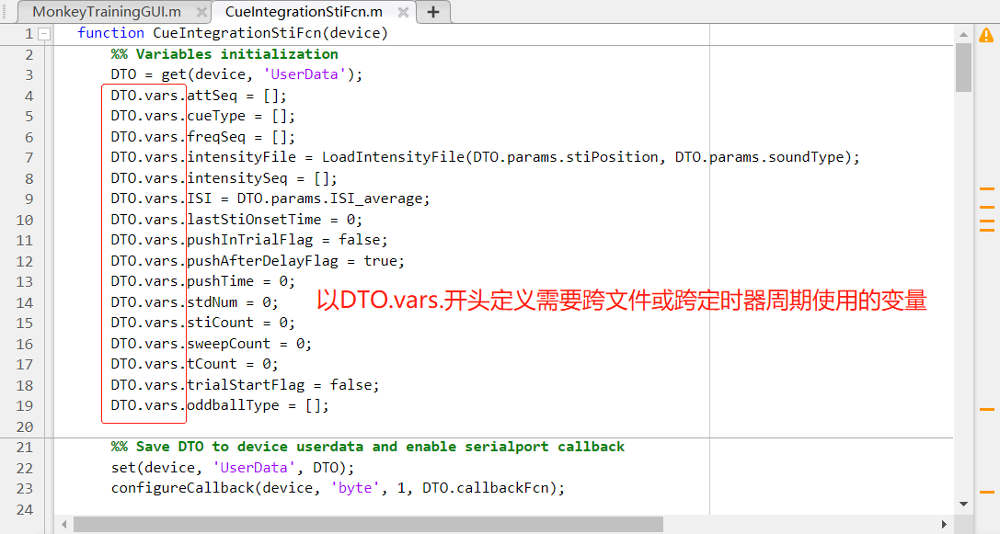 MonkeyTrainingGUI.m × CueIntegrationStiFcn.m × +
1 function CueIntegrationStiFcn(device)
2 %% Variables initialization
3 DTO = get(device, 'UserData');
4 DTO.vars.attSeq = [];
5 DTO.vars.cueType = [];
6 DTO.vars.freqSeq = [];
7 DTO.vars.intensityFile = LoadIntensityFile(DTO.params.stiPosition, DTO.params.soundType);
8 DTO.vars.intensitySeq = [];
9 DTO.vars.ISI = DTO.params.ISI_average;
10 DTO.vars.lastStiOnsetTime = 0;
11 DTO.vars.pushInTrialFlag = false;
12 DTO.vars.pushAfterDelayFlag = true;
13 DTO.vars.pushTime = 0;
14 DTO.vars.stdNum = 0;
以DTO.vars.开头定义需要跨文件或跨定时器周期使用的变量
15 DTO.vars.stiCount = 0;
16 DTO.vars.sweepCount = 0;
17 DTO.vars.tCount = 0;
18 DTO.vars.trialStartFlag = false;
19 DTO.vars.oddballType = [];
20
21 %% Save DTO to device userdata and enable serialport callback
22 set(device, 'UserData', DTO);
23 configureCallback(device, 'byte', 1, DTO.callbackFcn);
24